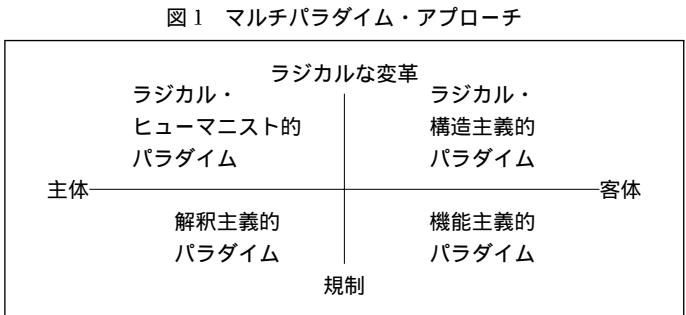 図1 マルチパラダイム・アプローチ
ラジカルな変革
ラジカル・
ヒューマニスト的
パラダイム
ラジカル・
構造主義的
パラダイム
主体
客体
解釈主義的
パラダイム
機能主義的
パラダイム
規制